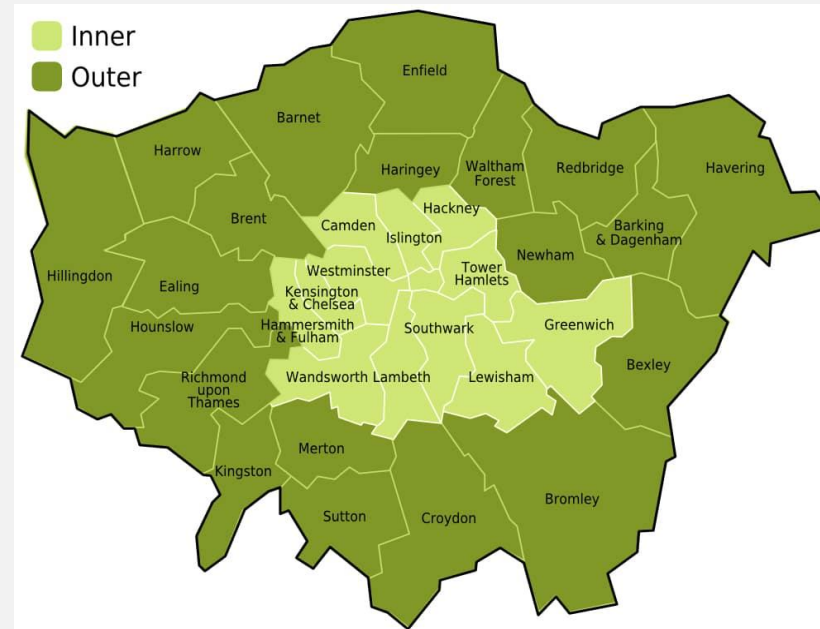 Inner
Outer
Enfield
Barnet
Harrow
Haringey
Waltham
Forest
Redbridge
Havering
Brent
Camden
Hackney
Islington
Barking
& Dagenham
Newham
Hillingdon
Ealing
Westminster
Tower
Hamlets
Kensington
& Chelsea
Hounslow
Hammersmith
& Fulham
Southwark
Greenwich
Bexley
Richmond
upon
Thames
Wandsworth
Lambeth
Lewisham
Merton
Kingston
Sutton
Croydon
Bromley